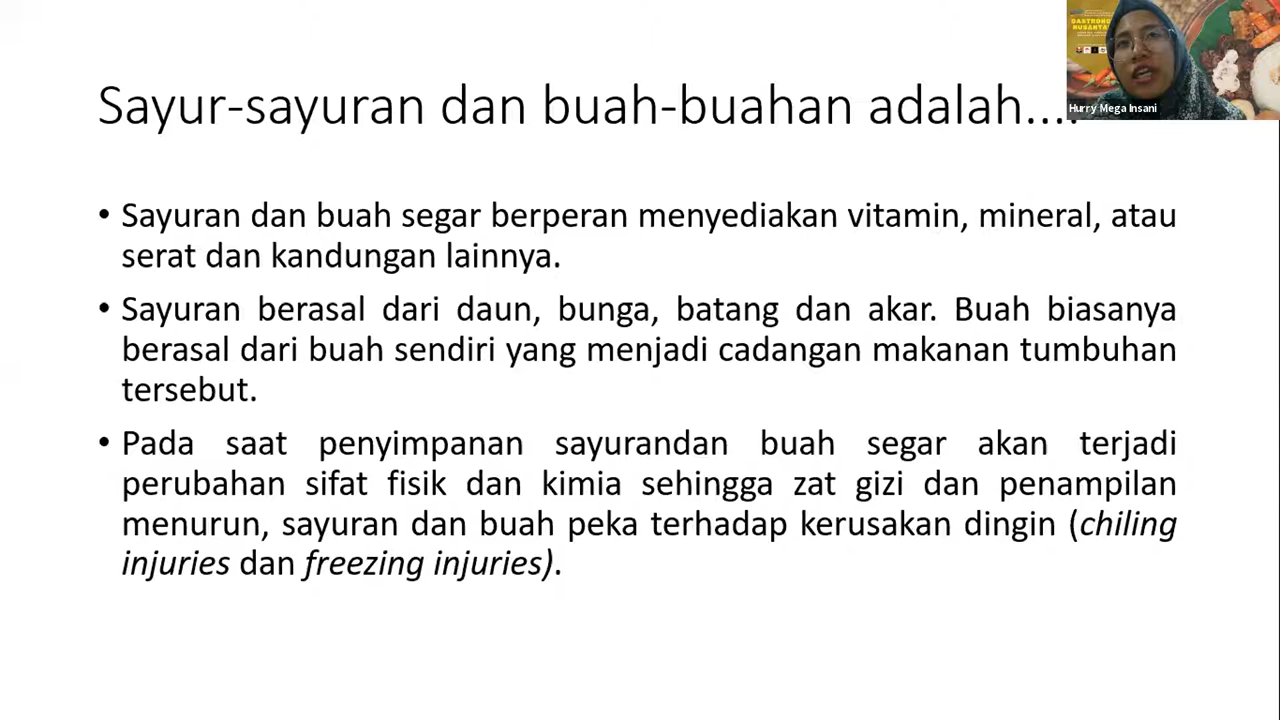 Sayur-sayuran dan buah-buahan adalah....
GASTRONO
NUSANTA
Hurry Mega Insani
• Sayuran dan buah segar berperan menyediakan vitamin, mineral, atau
serat dan kandungan lainnya.
• Sayuran berasal dari daun, bunga, batang dan akar. Buah biasanya
berasal dari buah sendiri yang menjadi cadangan makanan tumbuhan
tersebut.
• Pada saat penyimpanan sayurandan buah segar akan terjadi
perubahan sifat fisik dan kimia sehingga zat gizi dan penampilan
menurun, sayuran dan buah peka terhadap kerusakan dingin (chiling
injuries dan freezing injuries).